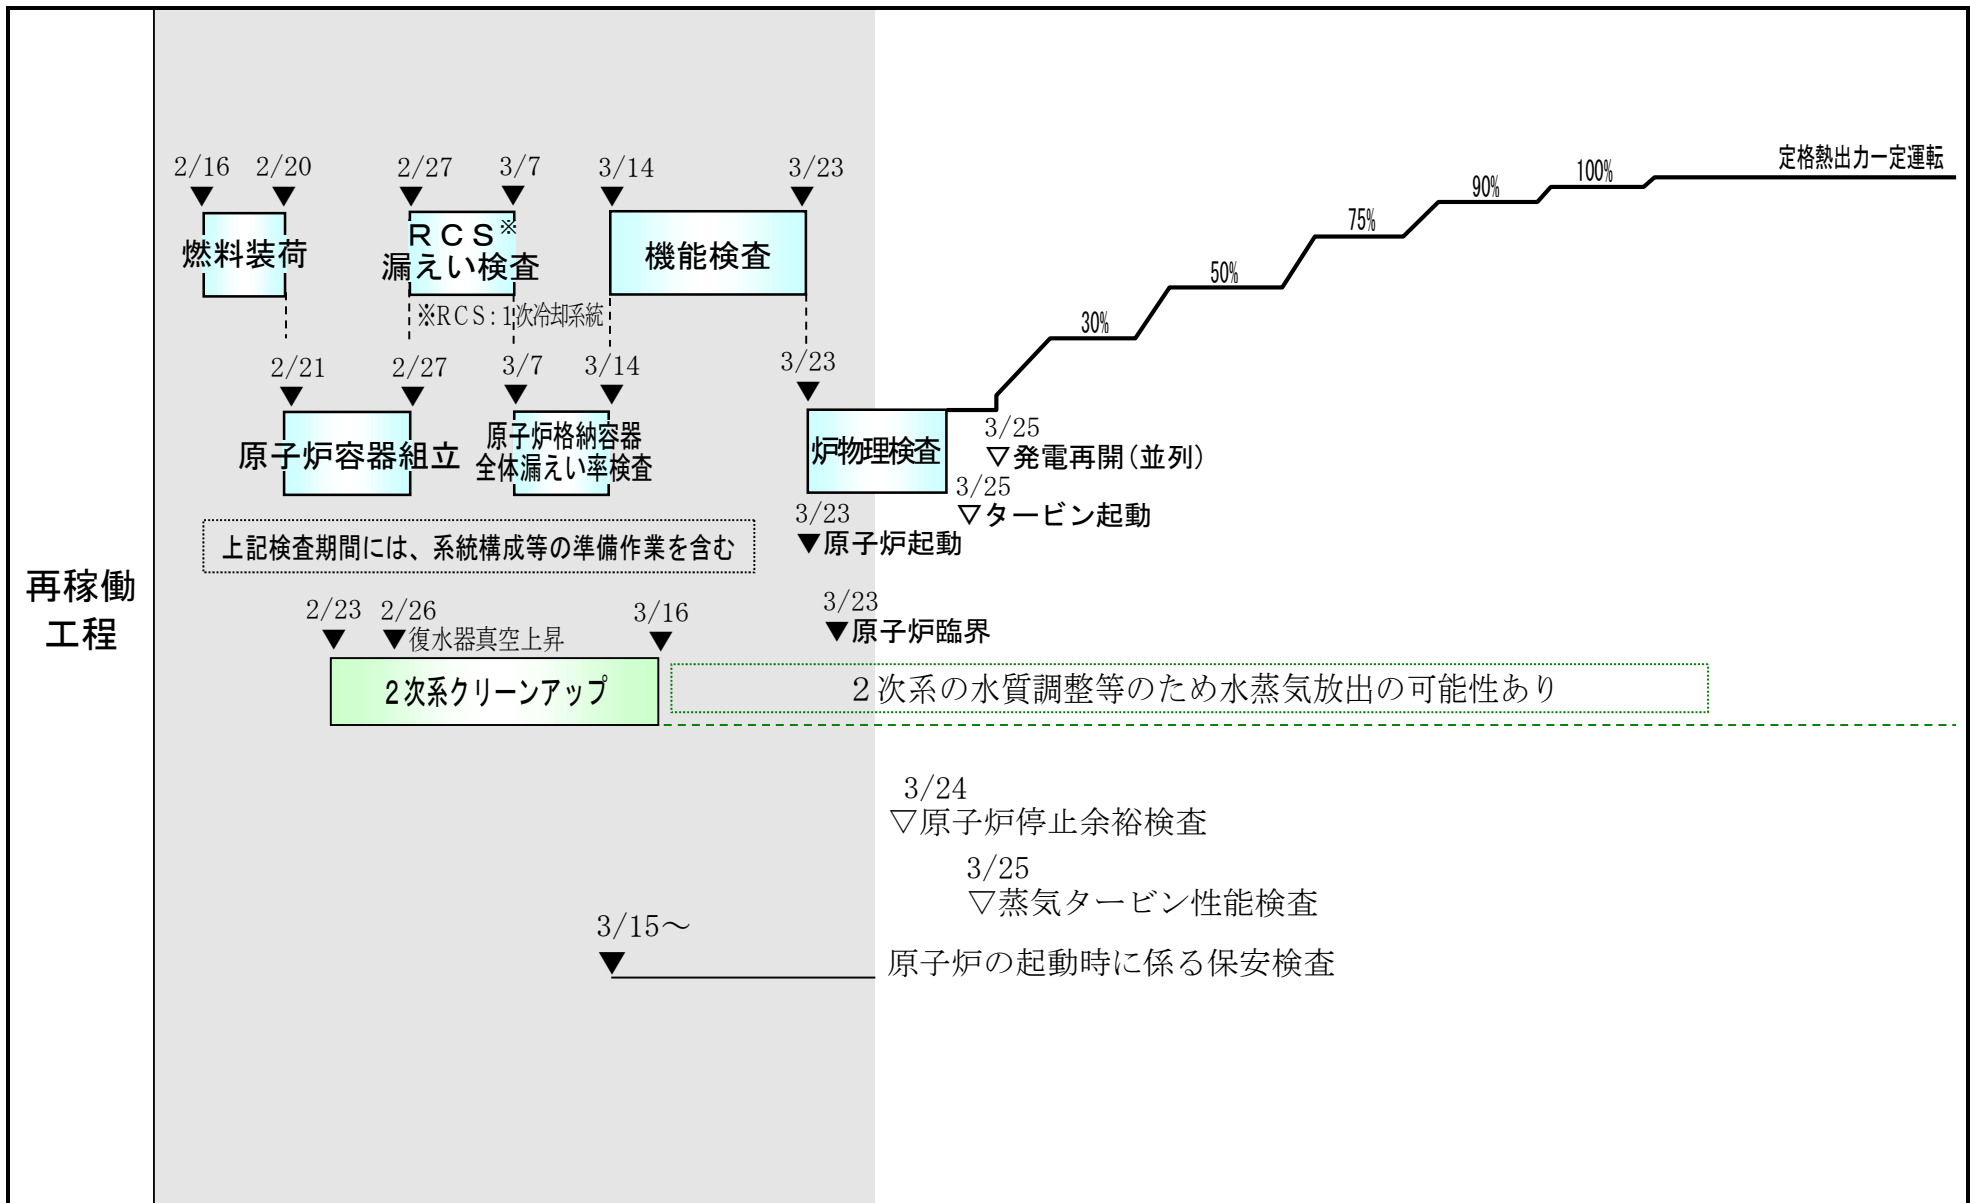 再稼働
工程
2/16
2/20
2/27
3/7
3/14
3/23
▼
▼
▼
▼
▼
▼
燃料装荷
RCS※
漏えい検査
機能検査
※RCS:1次冷却系統
2/21
2/27
3/7
3/14
3/23
▼
▼
▼
▼
▼
原子炉容器組立
原子炉格納容器
全体漏えい率検査
炉物理検査
30%
50%
75%
90%
100%
定格熱出力一定運転
3/25
▽発電再開(並列)
3/25
▽タービン起動
3/23
▼原子炉起動
上記検査期間には、系統構成等の準備作業を含む
2/23
▼
2/26
▼復水器真空上昇
3/16
▼
3/23
▼原子炉臨界
2次系クリーンアップ
2次系の水質調整等のため水蒸気放出の可能性あり
3/24
▽原子炉停止余裕検査
3/25
▽蒸気タービン性能検査
3/15～
▼
原子炉の起動時に係る保安検査